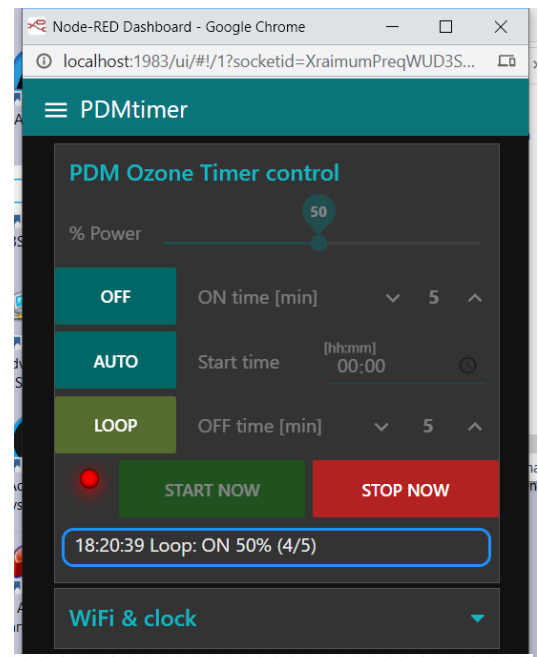 Node-RED Dashboard - Google Chrome
localhost:1983/ui/#!/1?socketid=XraimumPreqWUD3S...
PDMtimer
PDM Ozone Timer control
50
% Power
OFF ON time [min] 5
AUTO Start time [hh:mm] 00:00
LOOP OFF time [min] 5
START NOW STOP NOW
18:20:39 Loop: ON 50% (4/5)
WiFi & clock